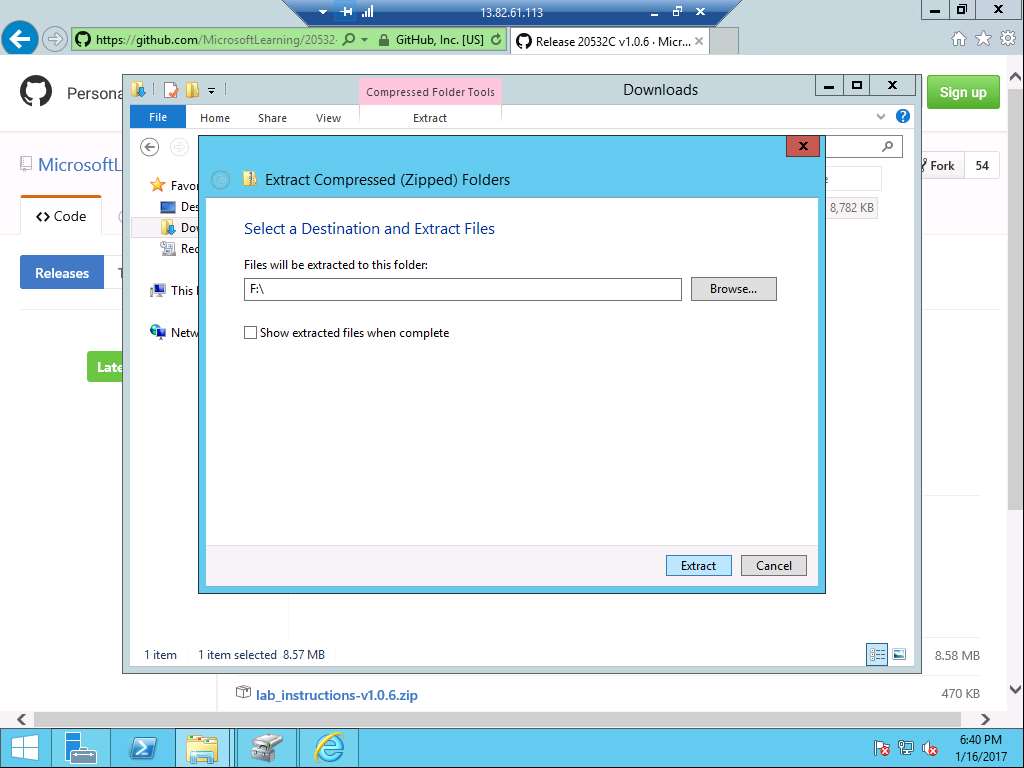 13.82.61.113
https://github.com/MicrosoftLearning/20532-
GitHub, Inc. [US]
Release 20532C v1.0.6 · Micr...
Persona
Downloads
Compressed Folder Tools
Sign up
File
Home
Share
View
Extract
MicrosoftL
Fork
54
Extract Compressed (Zipped) Folders
Favor
Des
8,782 KB
Code
Dow
Select a Destination and Extract Files
Rec
Files will be extracted to this folder:
Releases
F:\
Browse...
This
Show extracted files when complete
Netw
Late
Extract
Cancel
1 item
1 item selected 8.57 MB
8.58 MB
lab_instructions-v1.0.6.zip
470 KB
6:40 PM
1/16/2017